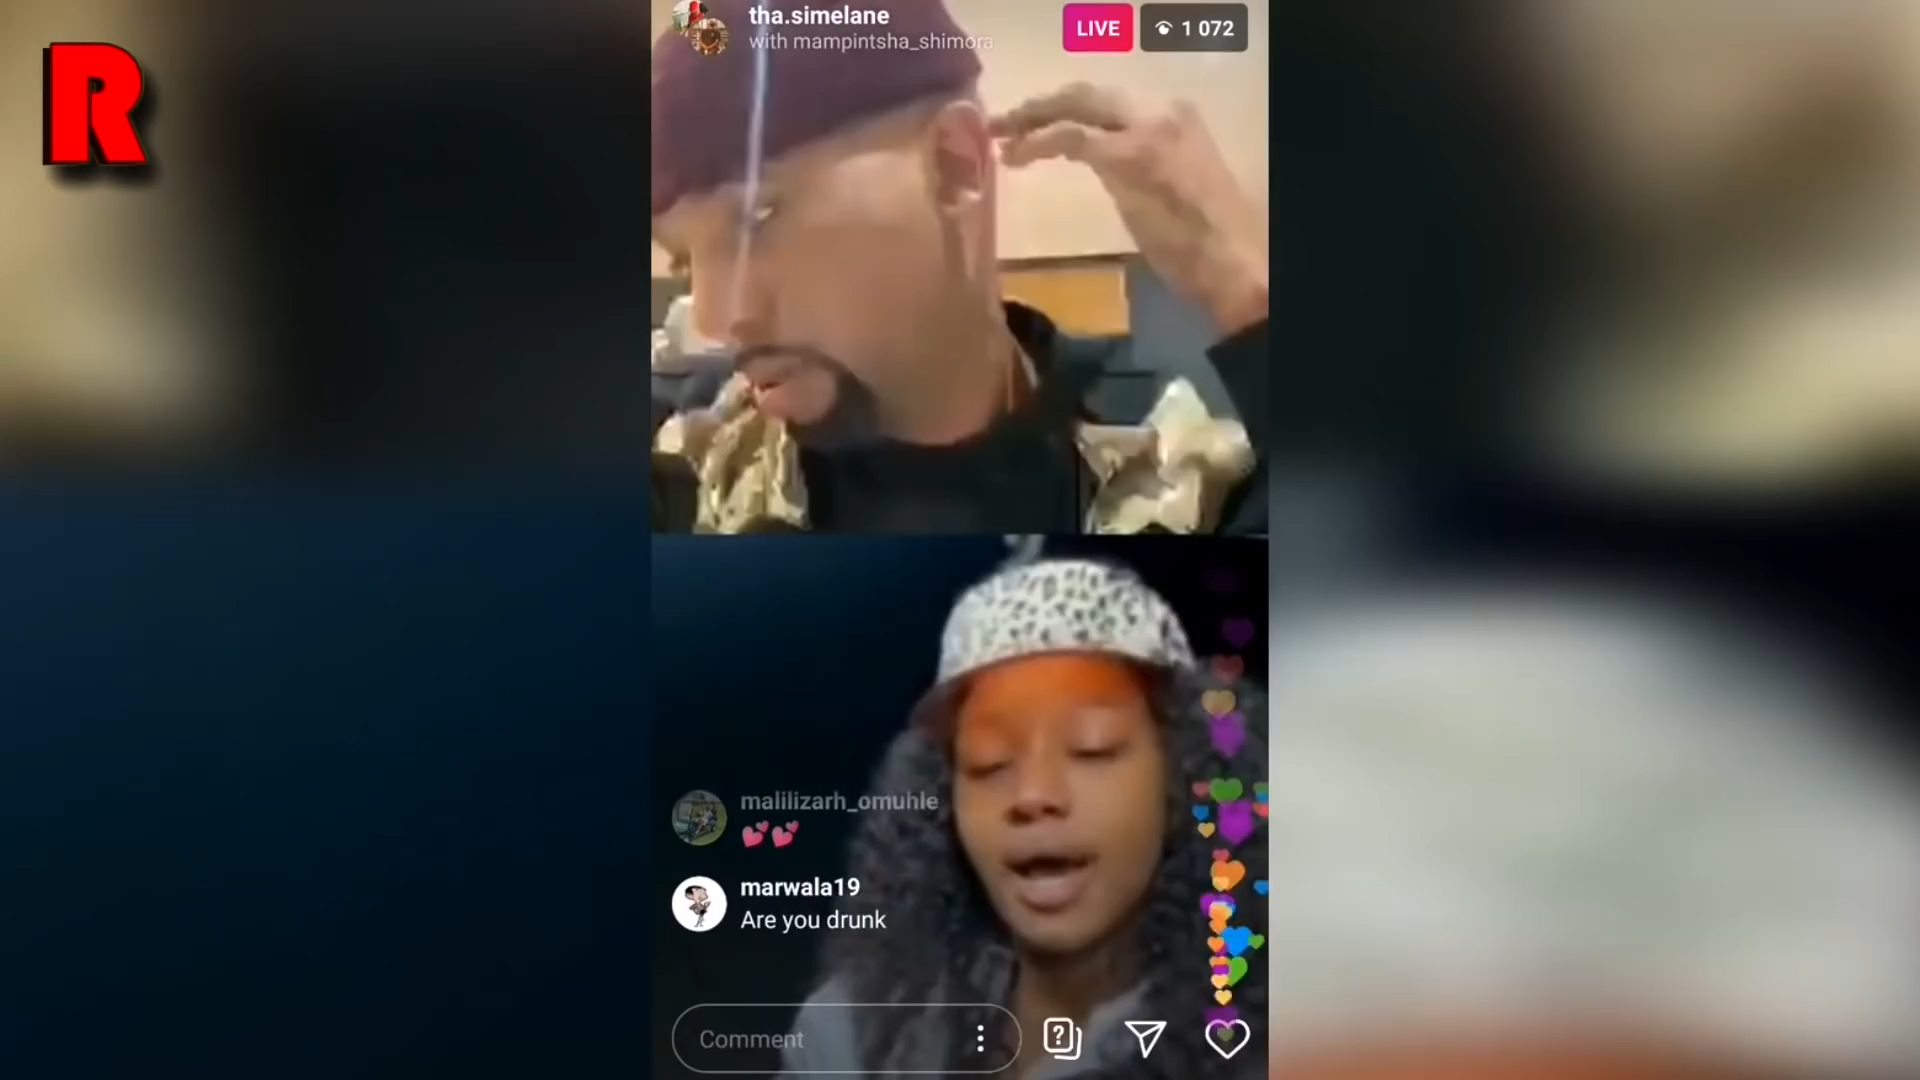 R
tha.simelane
with mampintsha_shimora
LIVE
1 072
malilizarh_omuhle
marwala19
Are you drunk
Comment
?